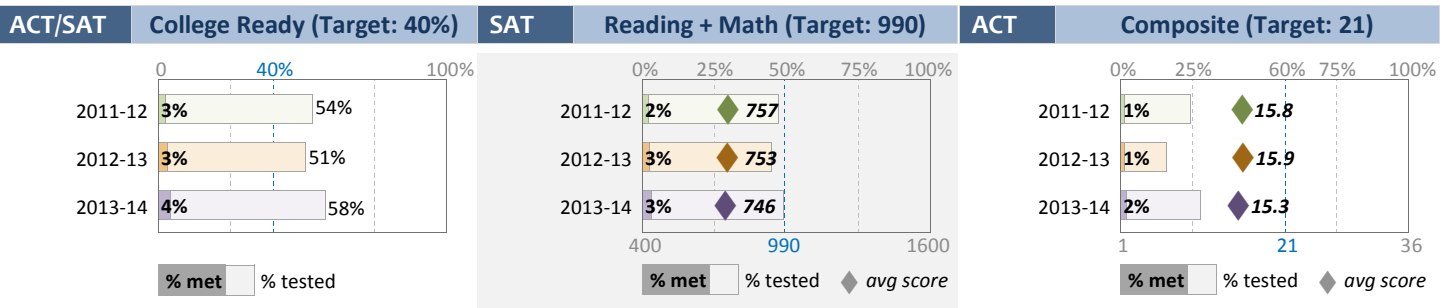 ACT/SAT College Ready (Target: 40%)
0 40% 100%
2011-12 3% 54%
2012-13 3% 51%
2013-14 4% 58%
% met % tested
SAT Reading + Math (Target: 990)
0% 25% 50% 75% 100%
2011-12 2% 757
2012-13 3% 753
2013-14 3% 746
400 990 1600
% met % tested avg score
ACT Composite (Target: 21)
0% 25% 60% 75% 100%
2011-12 1% 15.8
2012-13 1% 15.9
2013-14 2% 15.3
1 21 36
% met % tested avg score